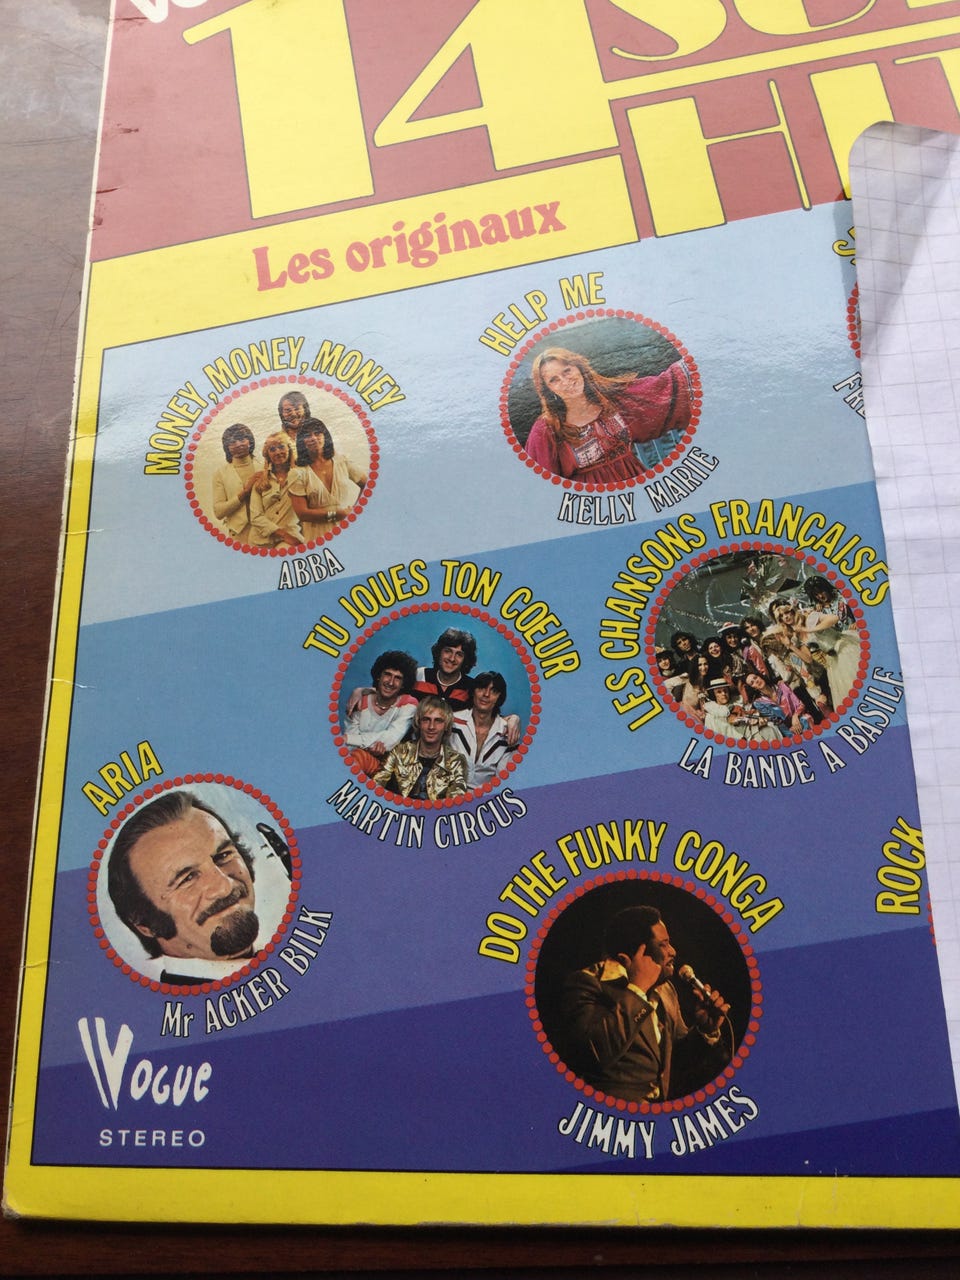 14
Les originaux
MONEY, MONEY, MONEY
ABBA
HELP ME
KELLY MARIE
TU JOUES TON COEUR
MARTIN CIRCUS
LES CHANSONS FRANÇAISES
LA BANDE A BASILE
ARIA
Mr ACKER BILK
DO THE FUNKY CONGA
JIMMY JAMES
ROCK
VOGUE
STEREO